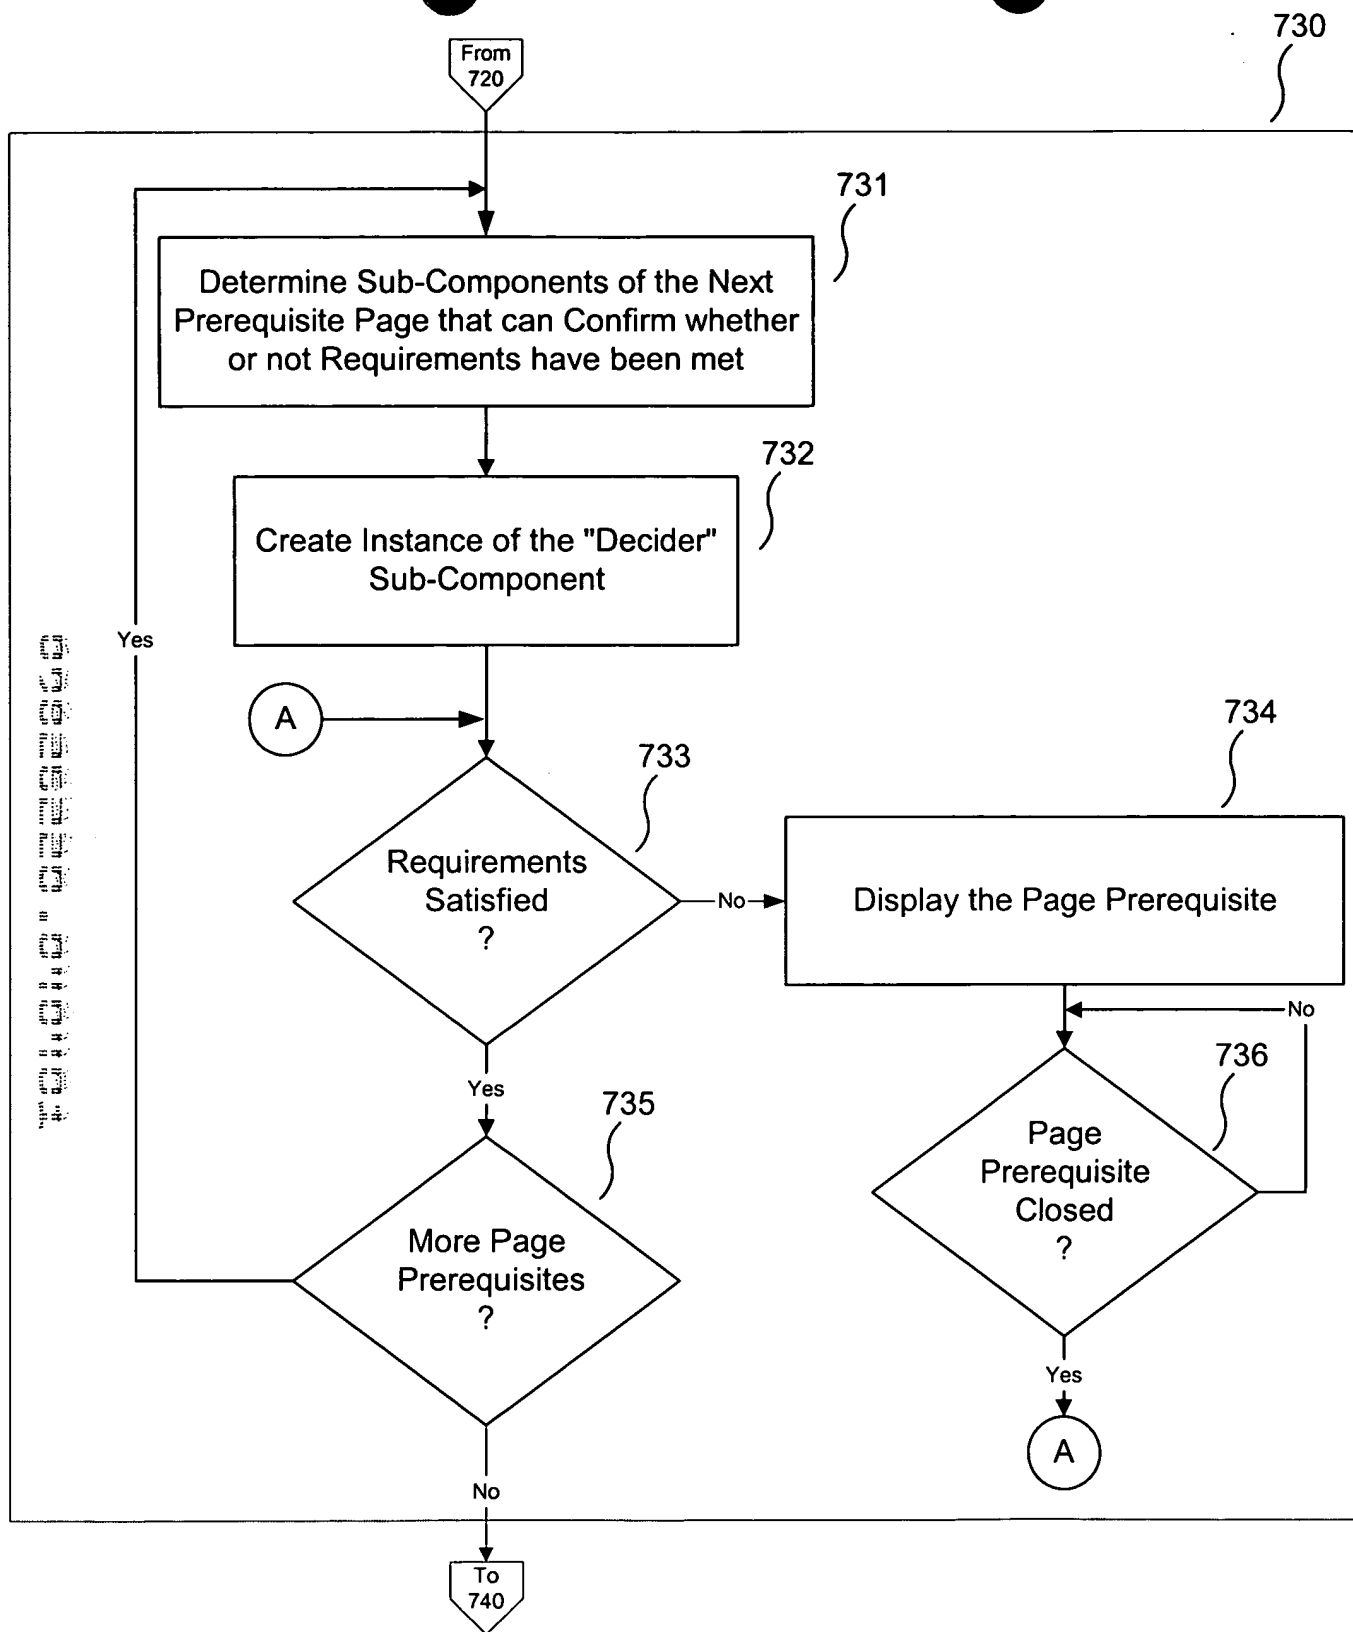 730
From
720
731
Determine Sub-Components of the Next
Prerequisite Page that can Confirm whether
or not Requirements have been met
732
Create Instance of the "Decider"
Sub-Component
Yes
A
733
734
Requirements
Satisfied
?
No
Display the Page Prerequisite
No
736
Yes
735
Page
Prerequisite
Closed
?
More Page
Prerequisites
?
Yes
A
No
To
740